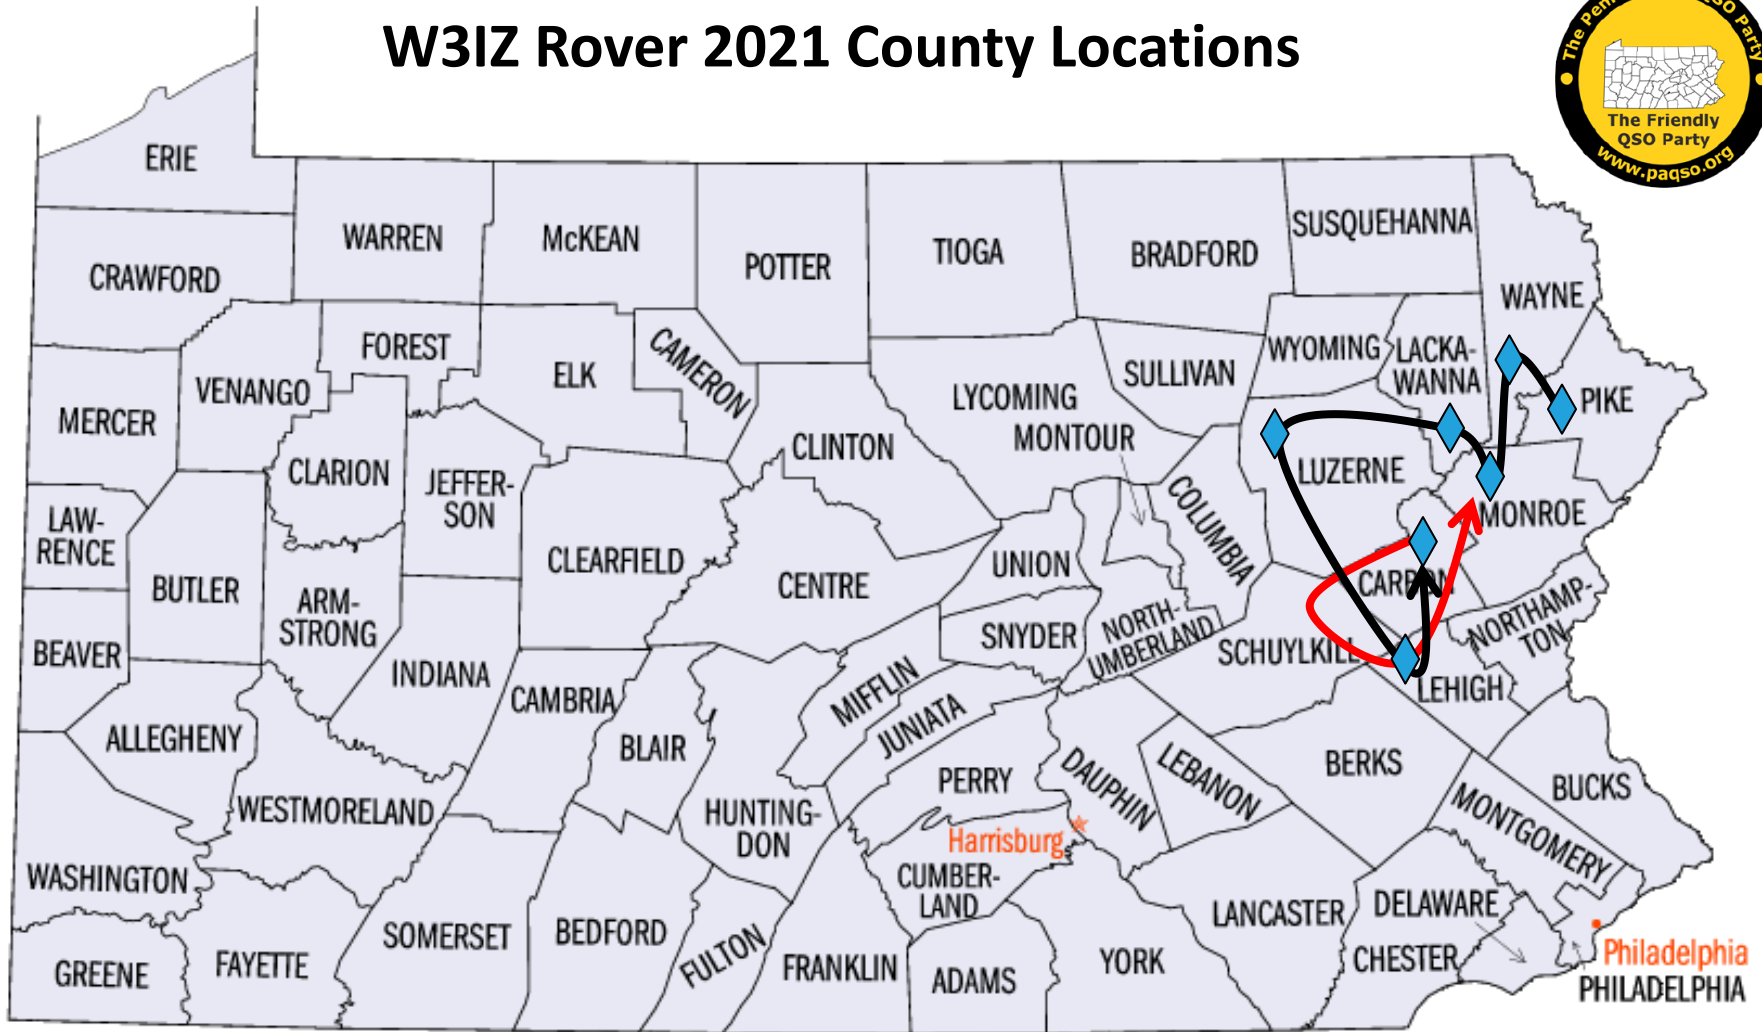 W3IZ Rover 2021 County Locations
QSO Party
The Friendly
QSO Party
www.paqso.org
ERIE
WARREN
McKEAN
POTTER
TIOGA
BRADFORD
SUSQUEHANNA
WAYNE
CRAWFORD
FOREST
ELK
CAMERON
WYOMING
LACKA-
WANNA
SULLIVAN
LYCOMING
PIKE
VENANGO
MERCER
MONTOUR
CLINTON
CLARION
JEFFER-
SON
LUZERNE
COLUMBIA
MONROE
LAW-
RENCE
BUTLER
ARM-
STRONG
CLEARFIELD
CENTRE
UNION
CARBON
NORTHAMP-
TON
BEAVER
INDIANA
SNYDER
NORTH-
UMBERLAND
SCHUYLKILL
LEHIGH
CAMBRIA
MIFFLIN
JUNIATA
ALLEGHENY
BLAIR
PERRY
DAUPHIN
LEBANON
BERKS
BUCKS
WESTMORELAND
HUNTING-
DON
Harrisburg
MONTGOMERY
WASHINGTON
CUMBER-
LAND
LANCASTER
DELAWARE
SOMERSET
BEDFORD
FULTON
FRANKLIN
ADAMS
YORK
CHESTER
Philadelphia
PHILADELPHIA
GREENE
FAYETTE